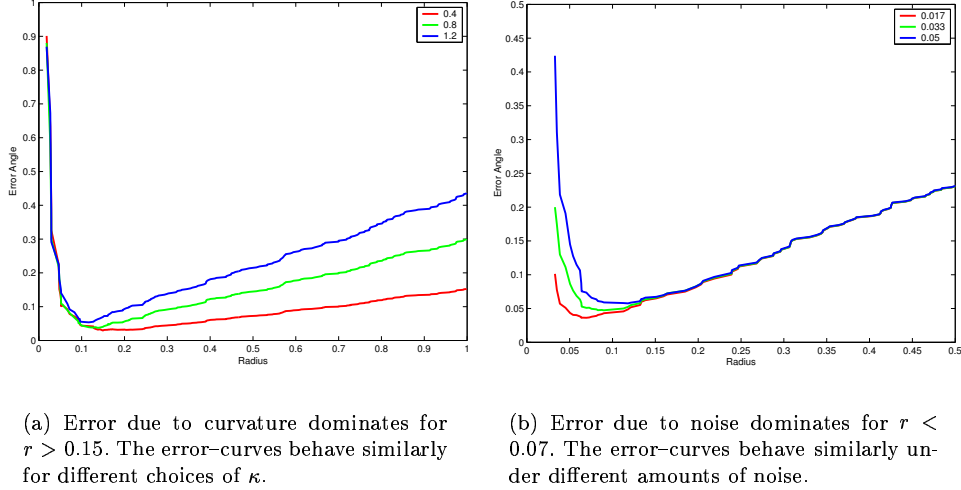 1
0.9
0.8
0.7
0.6
0.5
0.4
0.3
0.2
0.1
0
0 0.1 0.2 0.3 0.4 0.5 0.6 0.7 0.8 0.9 1
Error Angle
Radius
0.4
0.8
1.2
(a) Error due to curvature dominates for
r > 0.15. The error–curves behave similarly
for different choices of κ.
0.5
0.45
0.4
0.35
0.3
0.25
0.2
0.15
0.1
0.05
0
0 0.05 0.1 0.15 0.2 0.25 0.3 0.35 0.4 0.45 0.5
Error Angle
Radius
0.017
0.033
0.05
(b) Error due to noise dominates for r <
0.07. The error–curves behave similarly un-
der different amounts of noise.